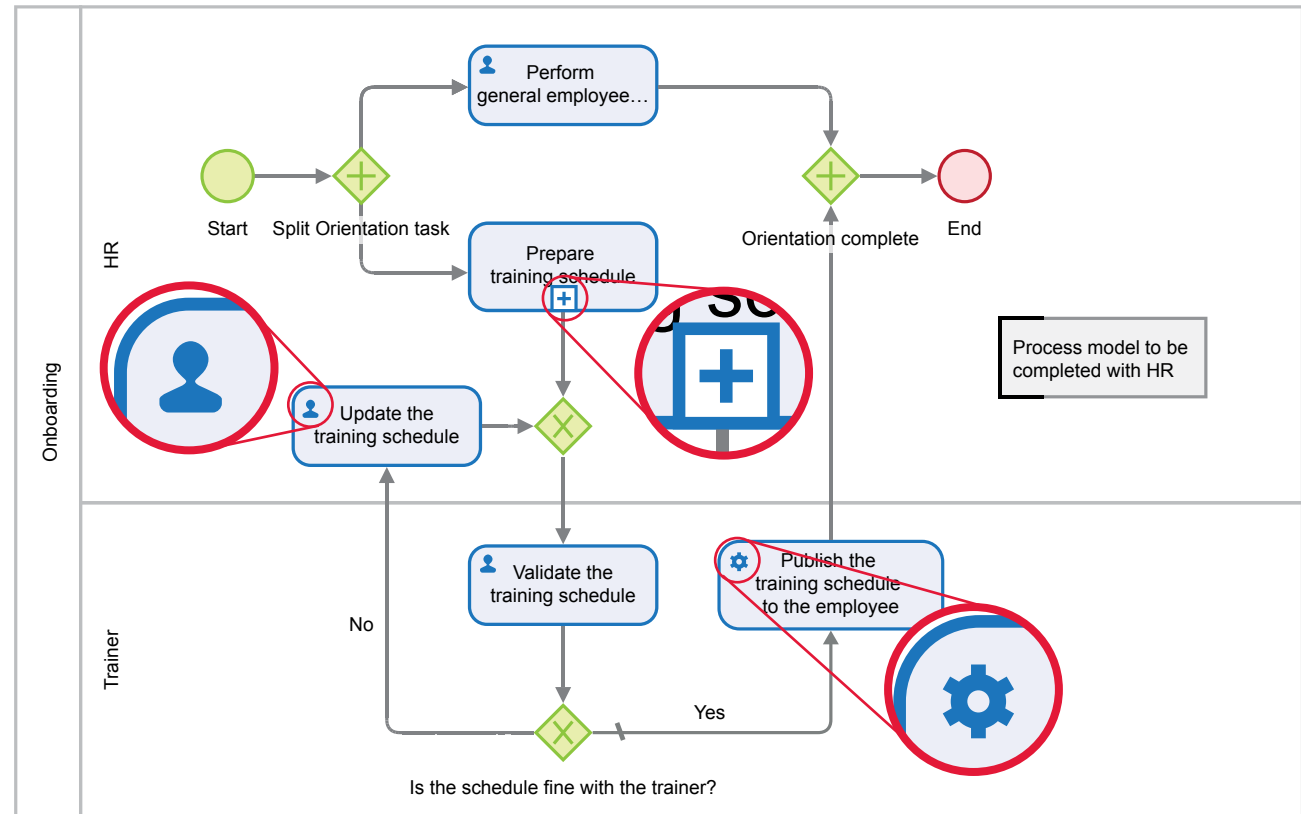 Onboarding
HR
Trainer
Perform
general employee…
Start
Split Orientation task
Orientation complete
End
Prepare
training schedule
g sc
Process model to be
completed with HR
Update the
training schedule
Validate the
training schedule
Publish the
training schedule
to the employee
No
Yes
Is the schedule fine with the trainer?